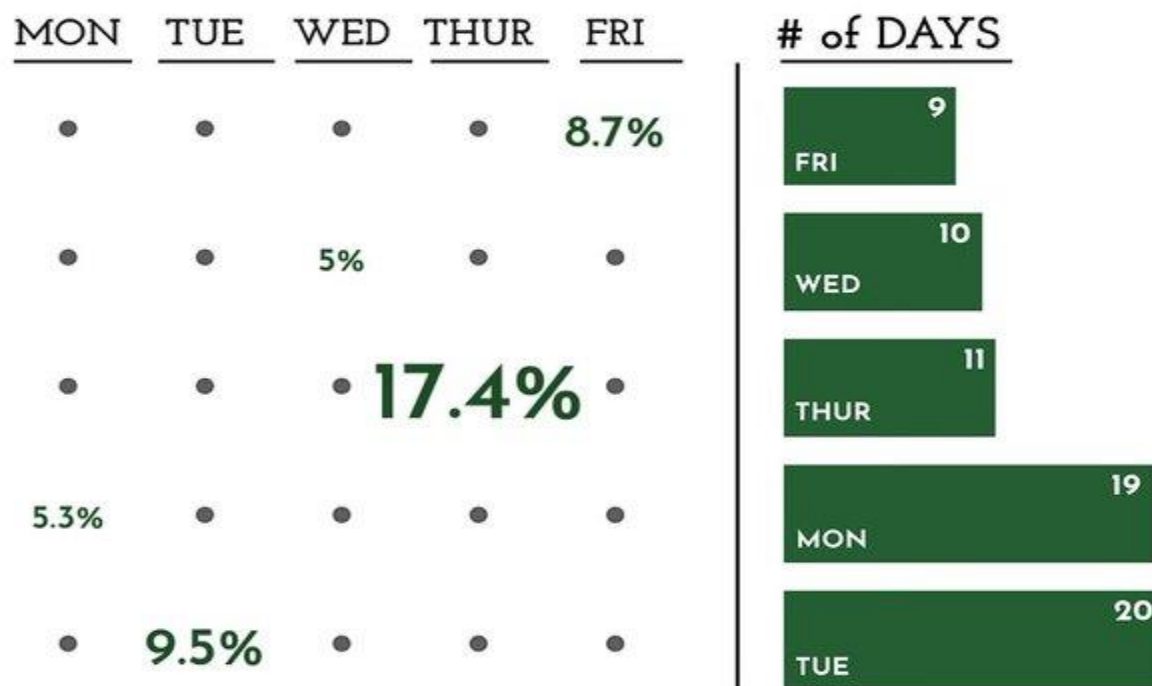 MON TUE WED THUR FRI # of DAYS
8.7%
9
FRI
5%
10
WED
17.4%
11
THUR
5.3%
19
MON
9.5%
20
TUE